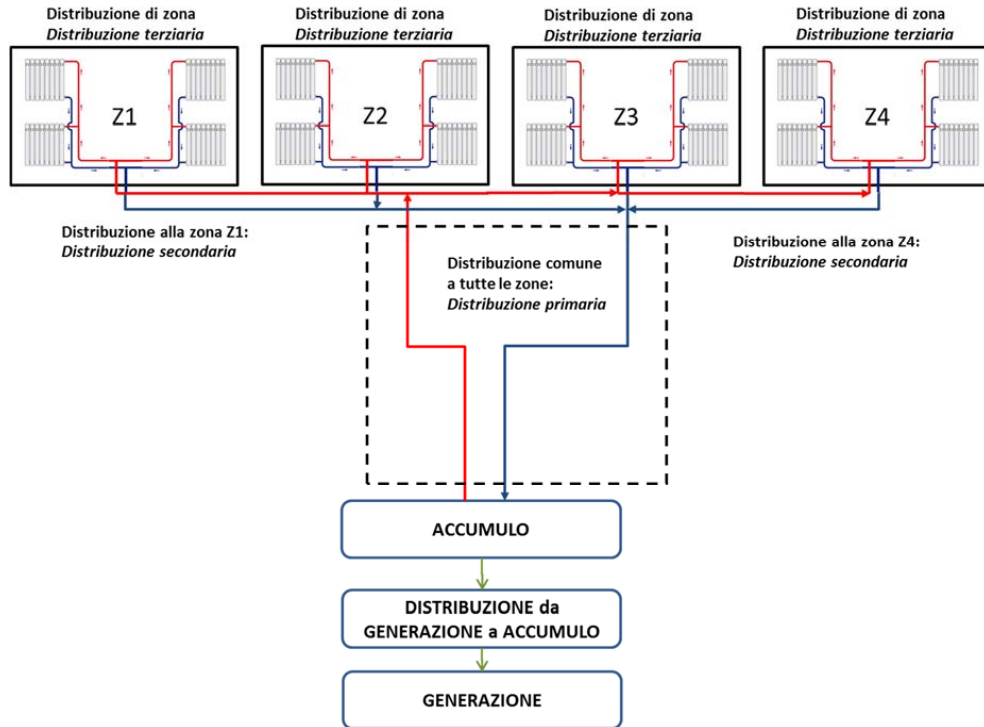 Distribuzione di zona
Distribuzione terziaria
Distribuzione di zona
Distribuzione terziaria
Distribuzione di zona
Distribuzione terziaria
Distribuzione di zona
Distribuzione terziaria
Z1
Z2
Z3
Z4
Distribuzione alla zona Z1:
Distribuzione secondaria
Distribuzione comune
a tutte le zone:
Distribuzione primaria
Distribuzione alla zona Z4:
Distribuzione secondaria
ACCUMULO
DISTRIBUZIONE da
GENERAZIONE a ACCUMULO
GENERAZIONE